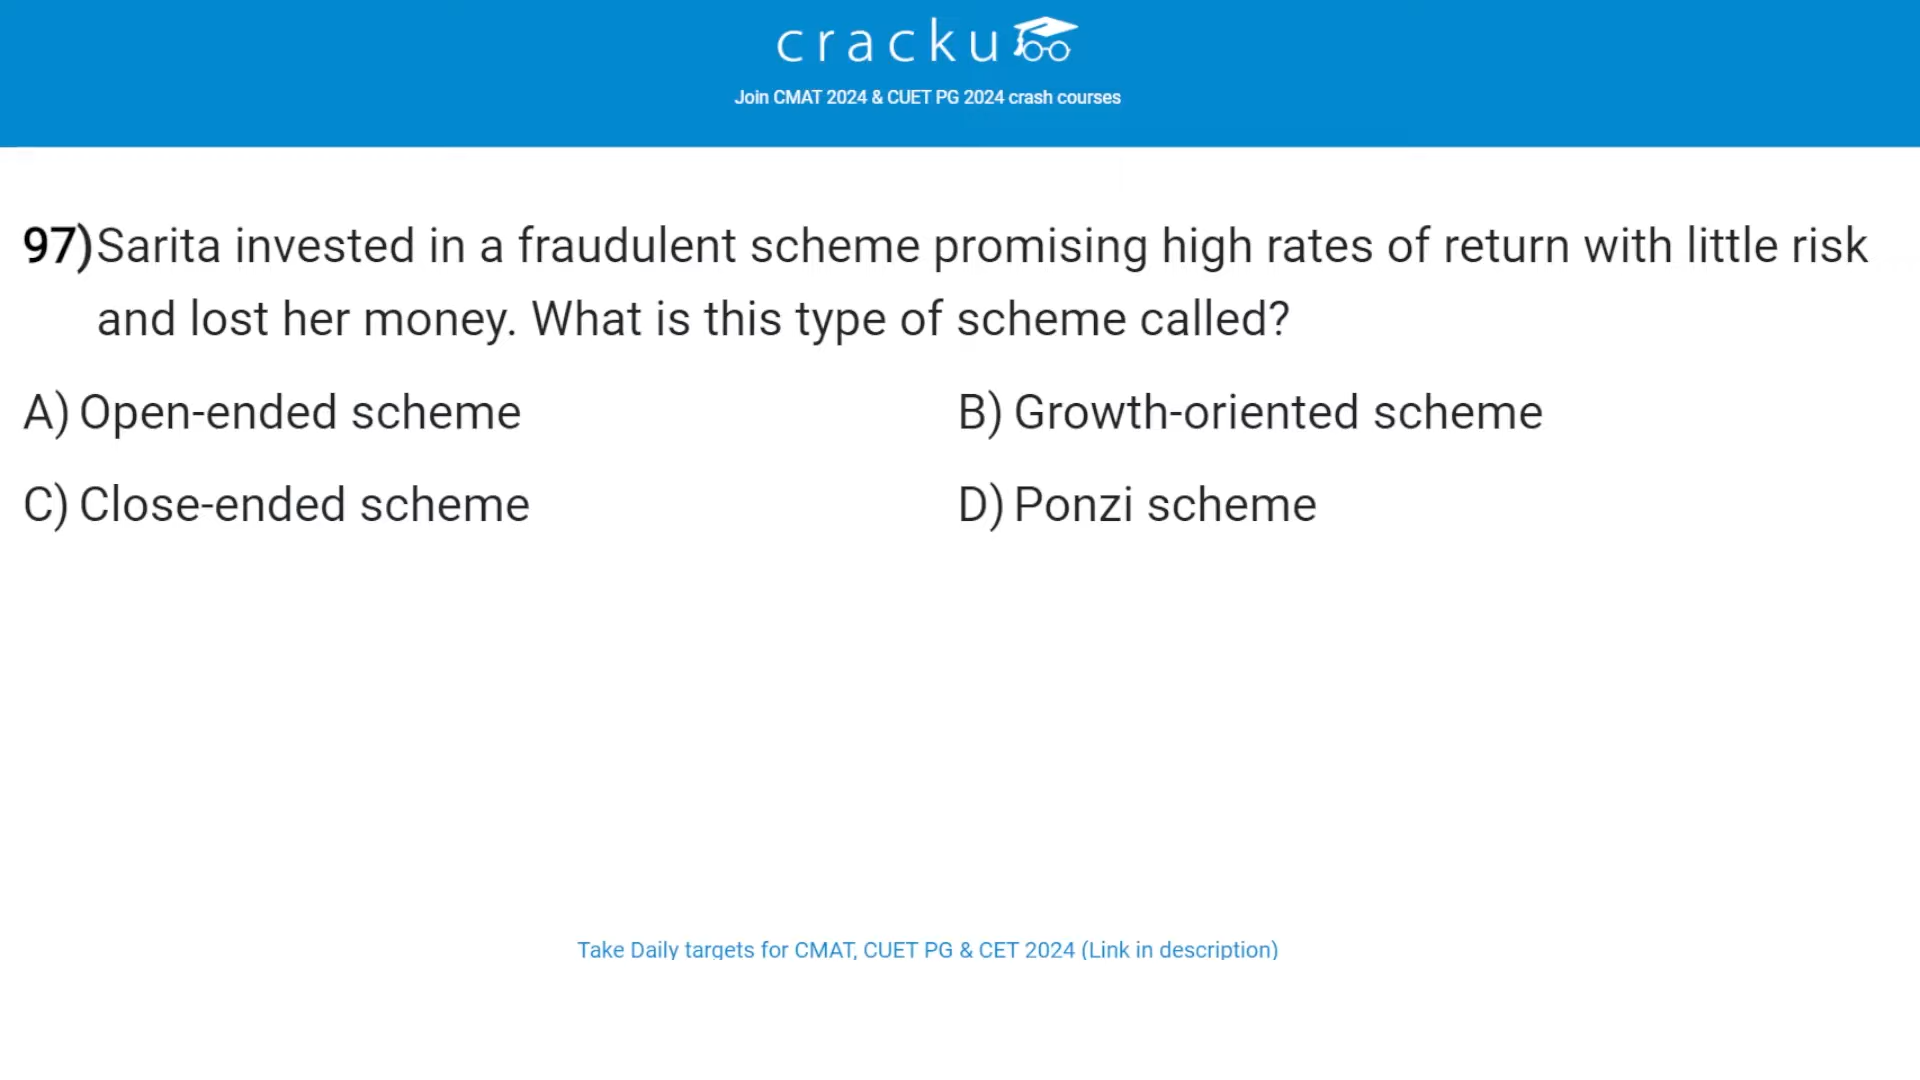 cracku
Join CMAT 2024 & CUET PG 2024 crash courses
97)Sarita invested in a fraudulent scheme promising high rates of return with little risk
and lost her money. What is this type of scheme called?
A) Open-ended scheme
B) Growth-oriented scheme
C) Close-ended scheme
D) Ponzi scheme
Take Daily targets for CMAT, CUET PG & CET 2024 (Link in description)